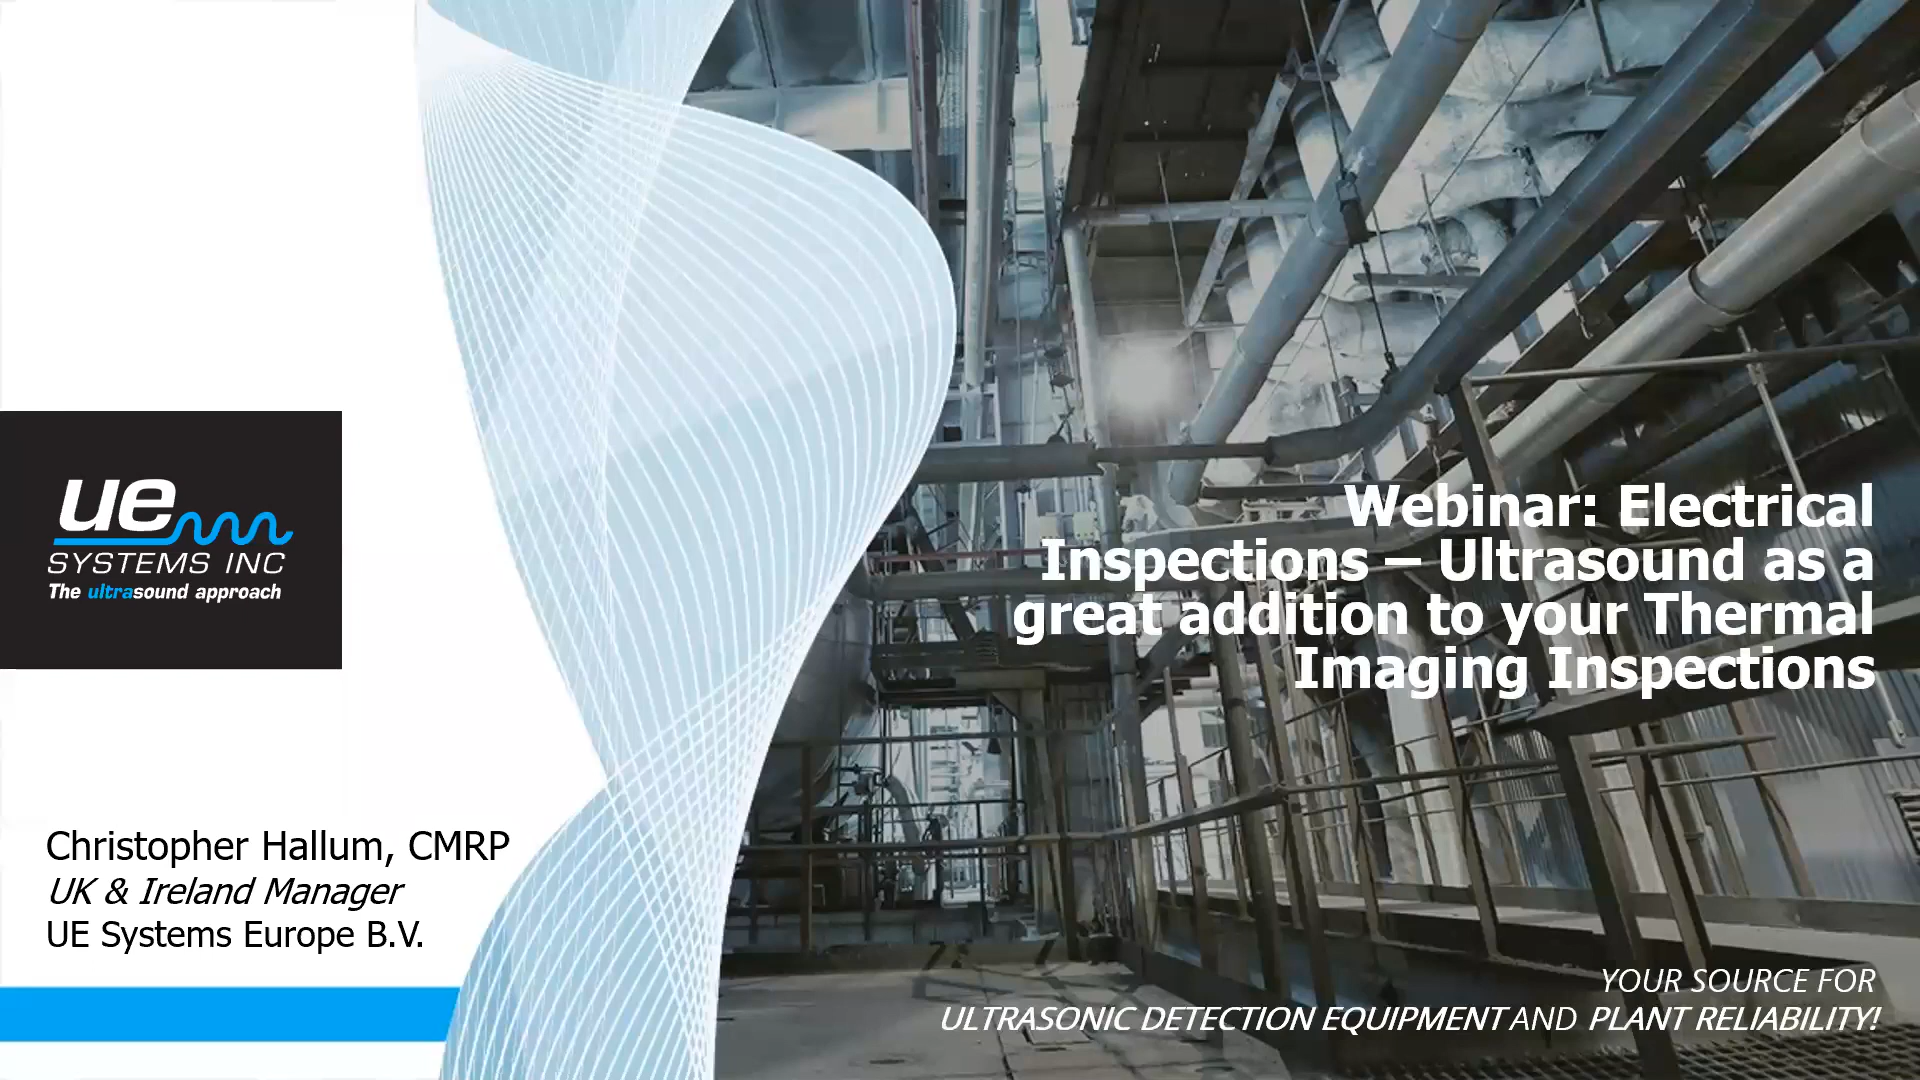 ue
SYSTEMS INC
The ultrasound approach
Webinar: Electrical
Inspections – Ultrasound as a
great addition to your Thermal
Imaging Inspections
Christopher Hallum, CMRP
UK & Ireland Manager
UE Systems Europe B.V.
YOUR SOURCE FOR
ULTRASONIC DETECTION EQUIPMENT AND PLANT RELIABILITY!